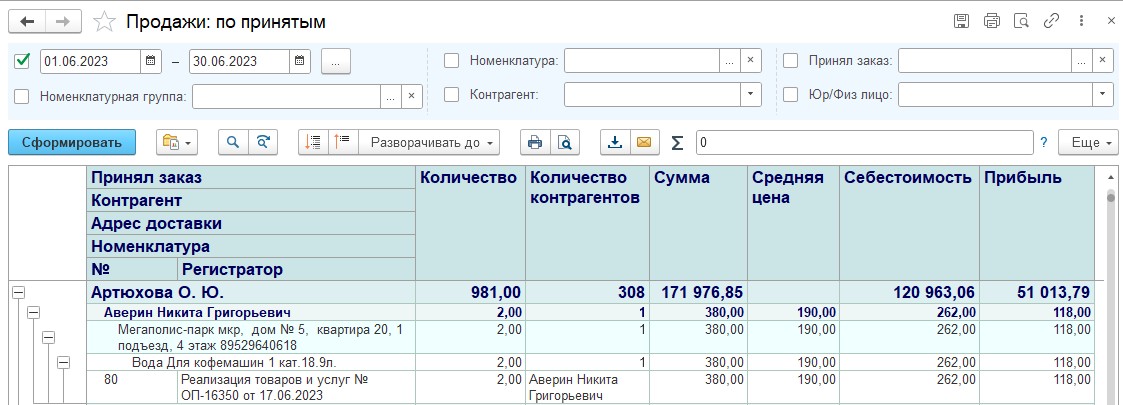 Продажи: по принятым
01.06.2023 – 30.06.2023 ... Номенклатура: ... × Принял заказ: ... ×
Номенклатурная группа: ... × Контрагент: Юр/Физ лицо:
Сформировать Разворачивать до Σ 0 ? Еще
Принял заказ Количество Количество контрагентов Сумма Средняя цена Себестоимость Прибыль
Контрагент
Адрес доставки
Номенклатура
№ Регистратор
Артюхова О. Ю. 981,00 308 171 976,85 120 963,06 51 013,79
Аверин Никита Григорьевич 2,00 1 380,00 190,00 262,00 118,00
Мегаполис-парк мкр, дом № 5, квартира 20, 1 2,00 1 380,00 190,00 262,00 118,00
подъезд, 4 этаж 89529640618
Вода Для кофемашин 1 кат.18.9л. 2,00 1 380,00 190,00 262,00 118,00
80 Реализация товаров и услуг № 2,00 Аверин Никита 380,00 190,00 262,00 118,00
ОП-16350 от 17.06.2023 Григорьевич